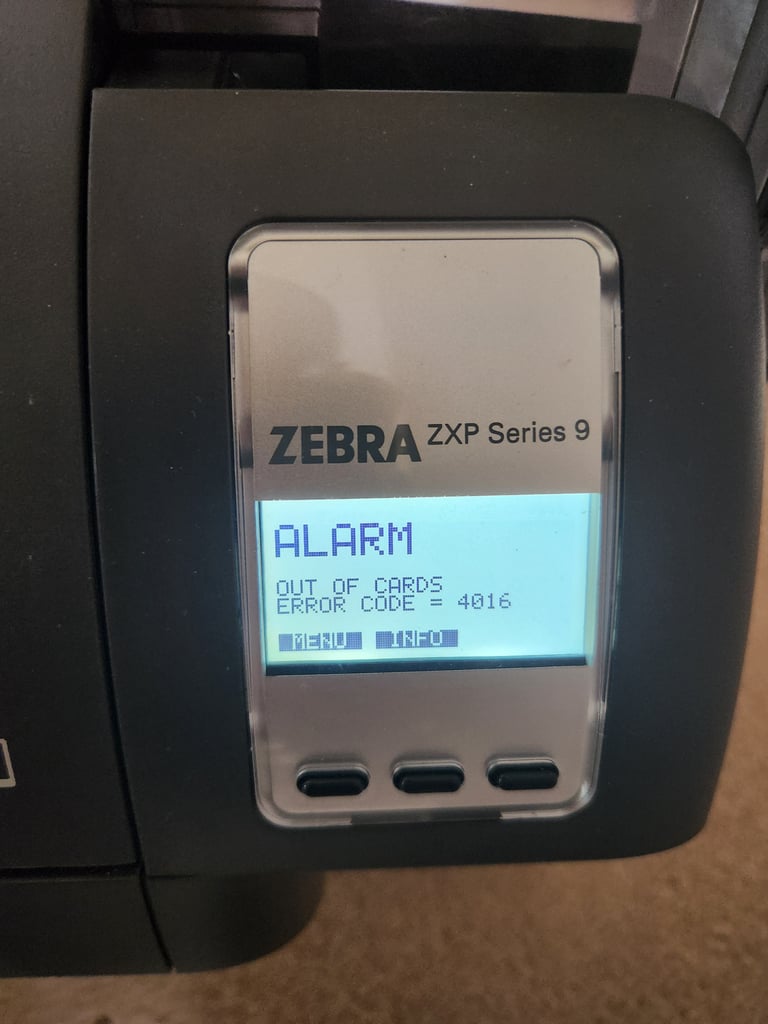 ZEBRA ZXP Series 9
ALARM
OUT OF CARDS
ERROR CODE = 4016
MENU INFO